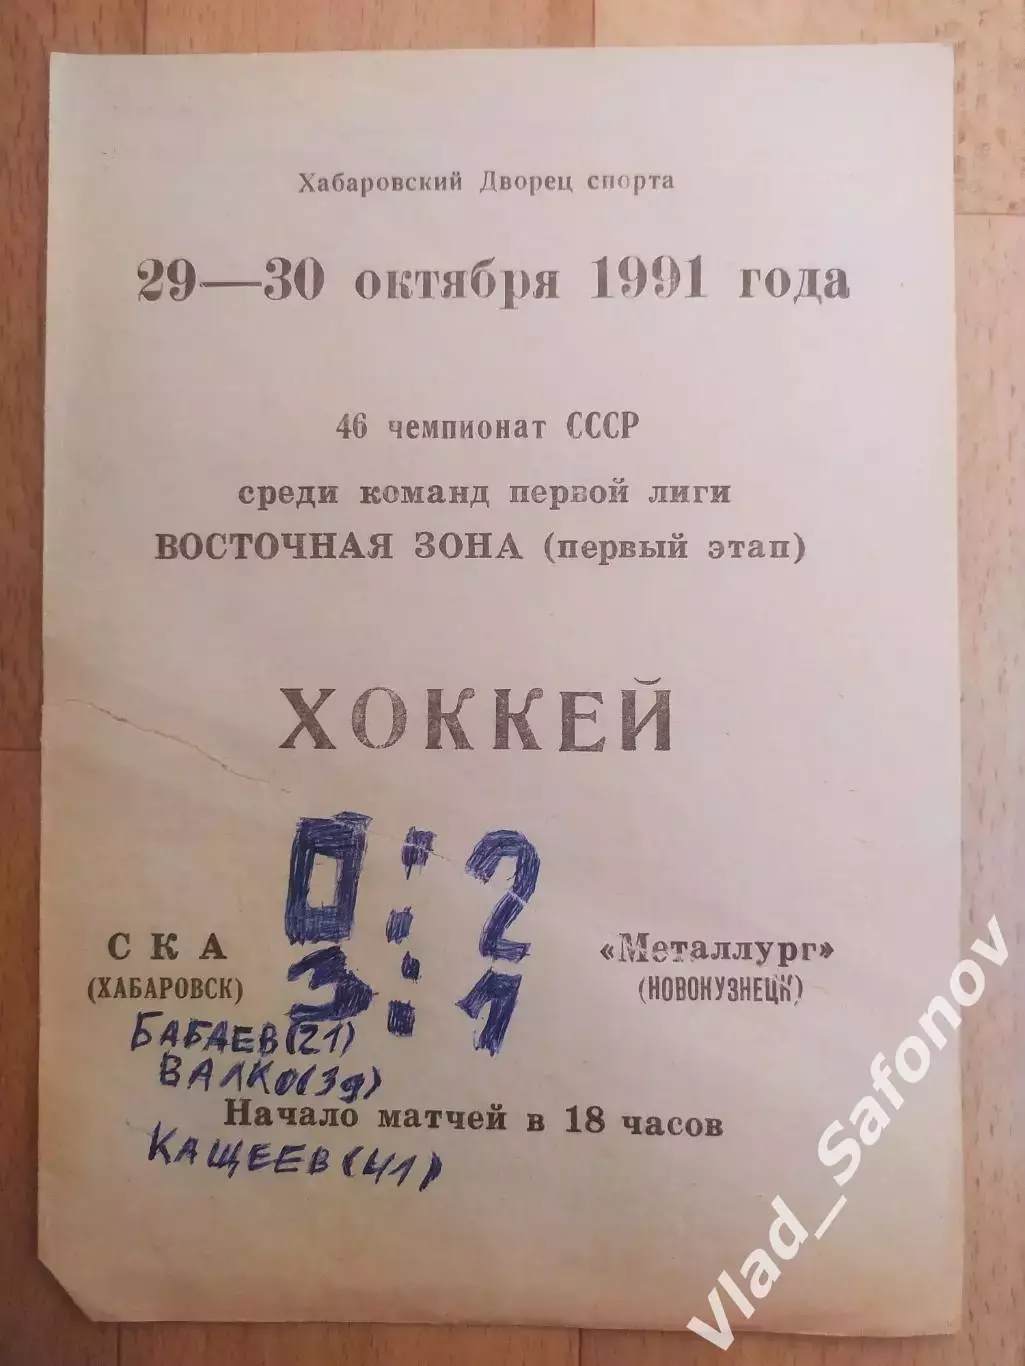 Хабаровский Дворец спорта
29—30 октября 1991 года
46 чемпионат СССР
среди команд первой лиги
ВОСТОЧНАЯ ЗОНА (первый этап)
ХОККЕЙ
0:2
СКА «Металлург»
(ХАБАРОВСК) 3:1 (НОВОКУЗНЕЦК)
БАБАЕВ(21)
ВАЛКО(39)
Начало матчей в 18 часов
КАЩЕЕВ(41)
Vlad_Safonov